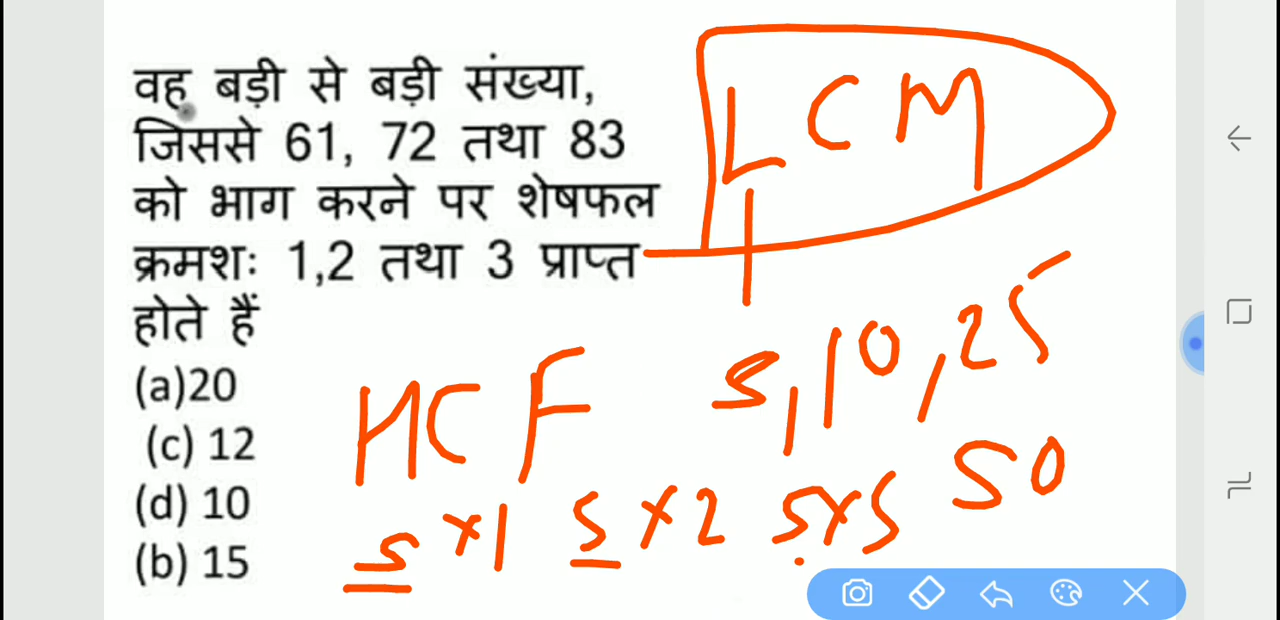 वह बड़ी से बड़ी संख्या,
जिससे 61, 72 तथा 83
को भाग करने पर शेषफल
क्रमशः 1,2 तथा 3 प्राप्त
होते हैं
(a)20
(c) 12
(d) 10
(b) 15
LCM
HCF
5, 10, 25
50
5×1 5×2 5×5